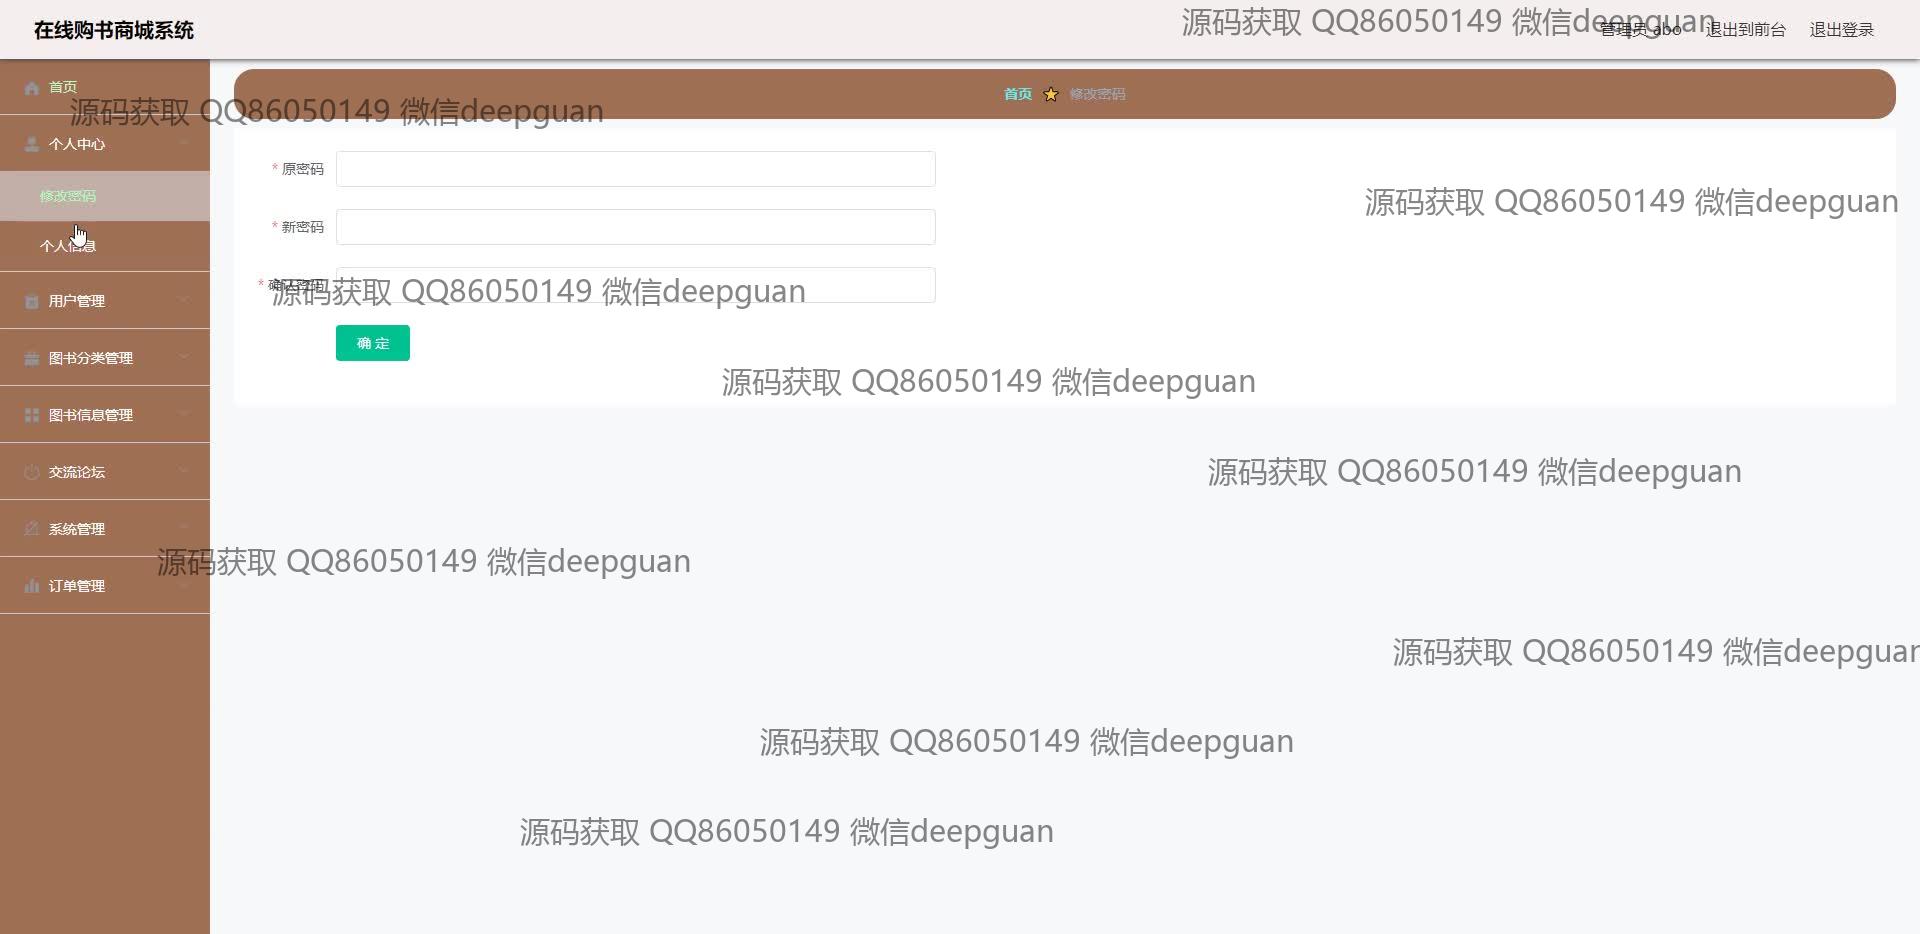 在线购书商城系统
源码获取 QQ86050149 微信deepguan
管理员 abo 退出到前台 退出登录
首页
首页 修改密码
源码获取 QQ86050149 微信deepguan
个人中心
* 原密码
修改密码
源码获取 QQ86050149 微信deepguan
* 新密码
个人信息
* 确认密码
源码获取 QQ86050149 微信deepguan
用户管理
确 定
图书分类管理
源码获取 QQ86050149 微信deepguan
图书信息管理
交流论坛
源码获取 QQ86050149 微信deepguan
系统管理
源码获取 QQ86050149 微信deepguan
订单管理
源码获取 QQ86050149 微信deepguan
源码获取 QQ86050149 微信deepguan
源码获取 QQ86050149 微信deepguan